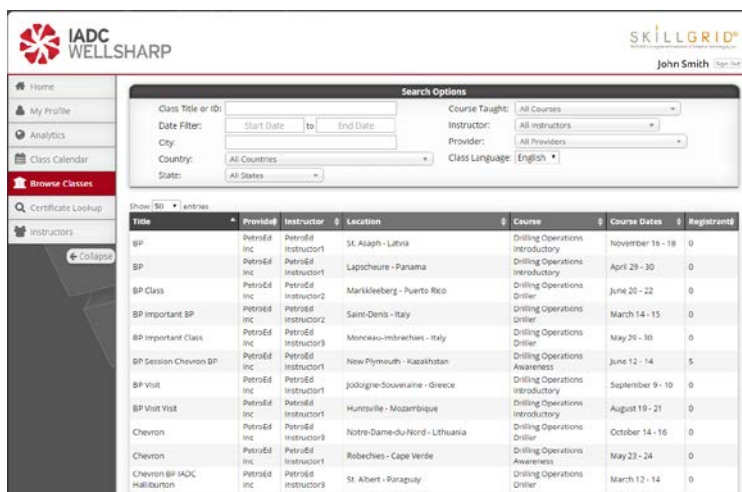 IADC
WELLSHARP
SKILLGRID®
John Smith Sign Out
Home
My Profile
Analytics
Class Calendar
Browse Classes
Certificate Lookup
Instructors
Collapse
Search Options
Class Title or ID:
Course Taught: All Courses
Date Filter: Start Date to End Date
Instructor: All Instructors
City:
Provider: All Providers
Country: All Countries
Class Language: English
State: All States
Show 50 entries
Title Provider Instructor Location Course Course Dates Registrants
BP PetroEd Inc PetroEd Instructor1 St. Asaph - Latvia Drilling Operations Introductory November 16 - 18 0
BP PetroEd Inc PetroEd Instructor1 Lapscheure - Panama Drilling Operations Introductory April 29 - 30 0
BP Class PetroEd Inc PetroEd Instructor2 Markkleeberg - Puerto Rico Drilling Operations Driller June 20 - 22 0
BP Important BP PetroEd Inc PetroEd Instructor2 Saint-Denis - Italy Drilling Operations Driller March 14 - 15 0
BP Important Class PetroEd Inc PetroEd Instructor3 Monceau-Imbrechies - Italy Drilling Operations Driller May 29 - 30 0
BP Session Chevron BP PetroEd Inc PetroEd Instructor1 New Plymouth - Kazakhstan Drilling Operations Awareness June 12 - 14 5
BP Visit PetroEd Inc PetroEd Instructor1 Jodoigne-Souveraine - Greece Drilling Operations Introductory September 9 - 10 0
BP Visit Visit PetroEd Inc PetroEd Instructor1 Huntsville - Mozambique Drilling Operations Introductory August 19 - 21 0
Chevron PetroEd Inc PetroEd Instructor3 Notre-Dame-du-Nord - Lithuania Drilling Operations Driller October 14 - 16 0
Chevron PetroEd Inc PetroEd Instructor1 Robechies - Cape Verde Drilling Operations Awareness May 23 - 24 0
Chevron BP IADC Halliburton PetroEd Inc PetroEd Instructor3 St. Albert - Paraguay Drilling Operations Driller March 12 - 14 0